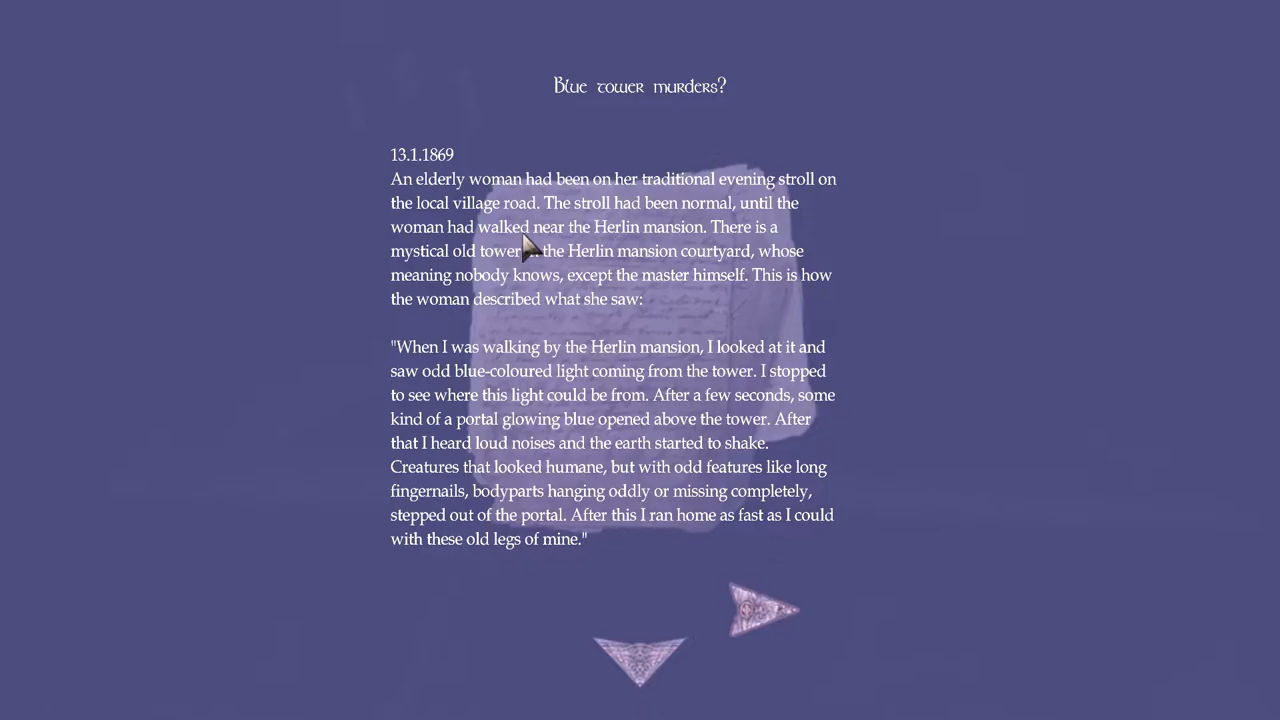 Blue tower murders?
13.1.1869
An elderly woman had been on her traditional evening stroll on
the local village road. The stroll had been normal, until the
woman had walked near the Herlin mansion. There is a
mystical old tower the Herlin mansion courtyard, whose
meaning nobody knows, except the master himself. This is how
the woman described what she saw:
"When I was walking by the Herlin mansion, I looked at it and
saw odd blue-coloured light coming from the tower. I stopped
to see where this light could be from. After a few seconds, some
kind of a portal glowing blue opened above the tower. After
that I heard loud noises and the earth started to shake.
Creatures that looked humane, but with odd features like long
fingernails, bodyparts hanging oddly or missing completely,
stepped out of the portal. After this I ran home as fast as I could
with these old legs of mine."